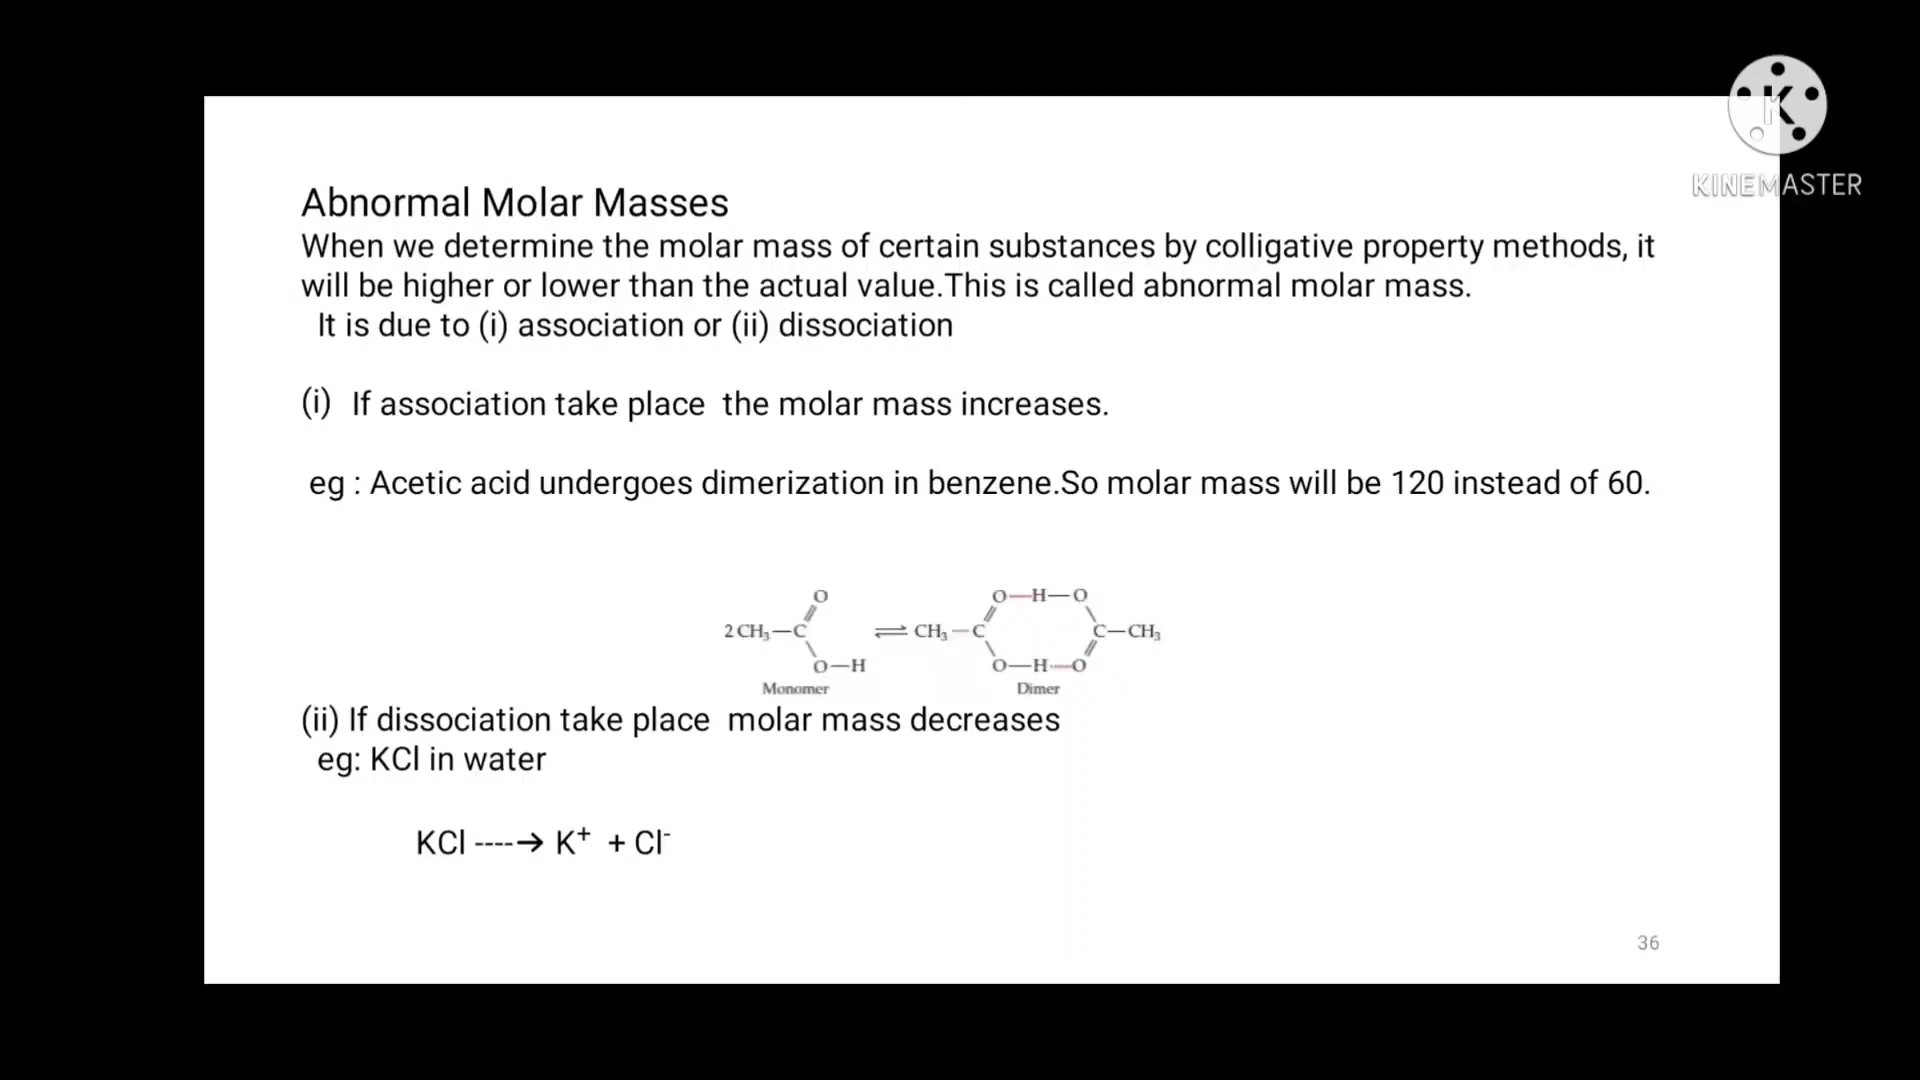 KINEMASTER
Abnormal Molar Masses
When we determine the molar mass of certain substances by colligative property methods, it
will be higher or lower than the actual value.This is called abnormal molar mass.
It is due to (i) association or (ii) dissociation
(i) If association take place the molar mass increases.
eg : Acetic acid undergoes dimerization in benzene.So molar mass will be 120 instead of 60.
O O—H—O
2 CH₃—C ⇌ CH₃—C C—CH₃
O—H O—H----O
Monomer Dimer
(ii) If dissociation take place molar mass decreases
eg: KCl in water
KCl ----→ K⁺ + Cl⁻
36